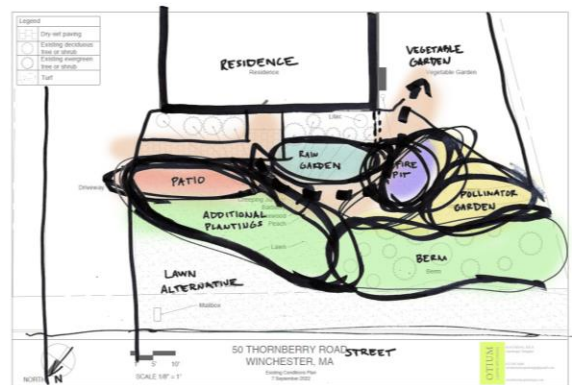 Legend
Dry-set paving
Existing deciduous
tree or shrub
Existing evergreen
tree or shrub
Turf
RESIDENCE
Residence
VEGETABLE
GARDEN
Vegetable Garden
Lilac
RAIN
GARDEN
FIRE
PIT
Driveway
PATIO
POLLINATOR
GARDEN
ADDITIONAL
PLANTINGS
Peach
Lawn
BERM
Berm
LAWN
ALTERNATIVE
Mailbox
50 THORNBERRY ROAD
STREET
WINCHESTER, MA
Existing Conditions Plan
7 September 2022
NORTH
N
5'
10'
SCALE 1/8" = 1'
OTIUM